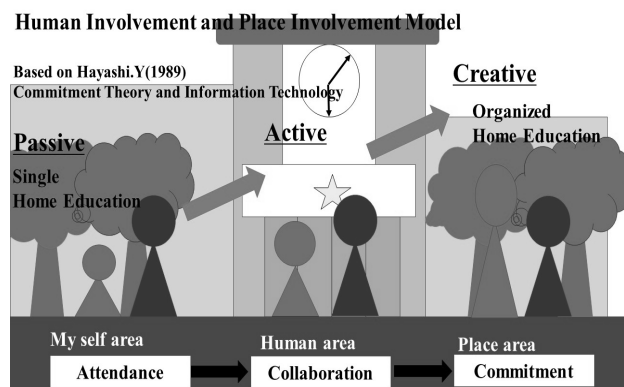 Human Involvement and Place Involvement Model
Based on Hayashi.Y(1989)
Commitment Theory and Information Technology
Passive
Single
Home Education
Active
Creative
Organized
Home Education
My self area
Human area
Place area
Attendance
Collaboration
Commitment